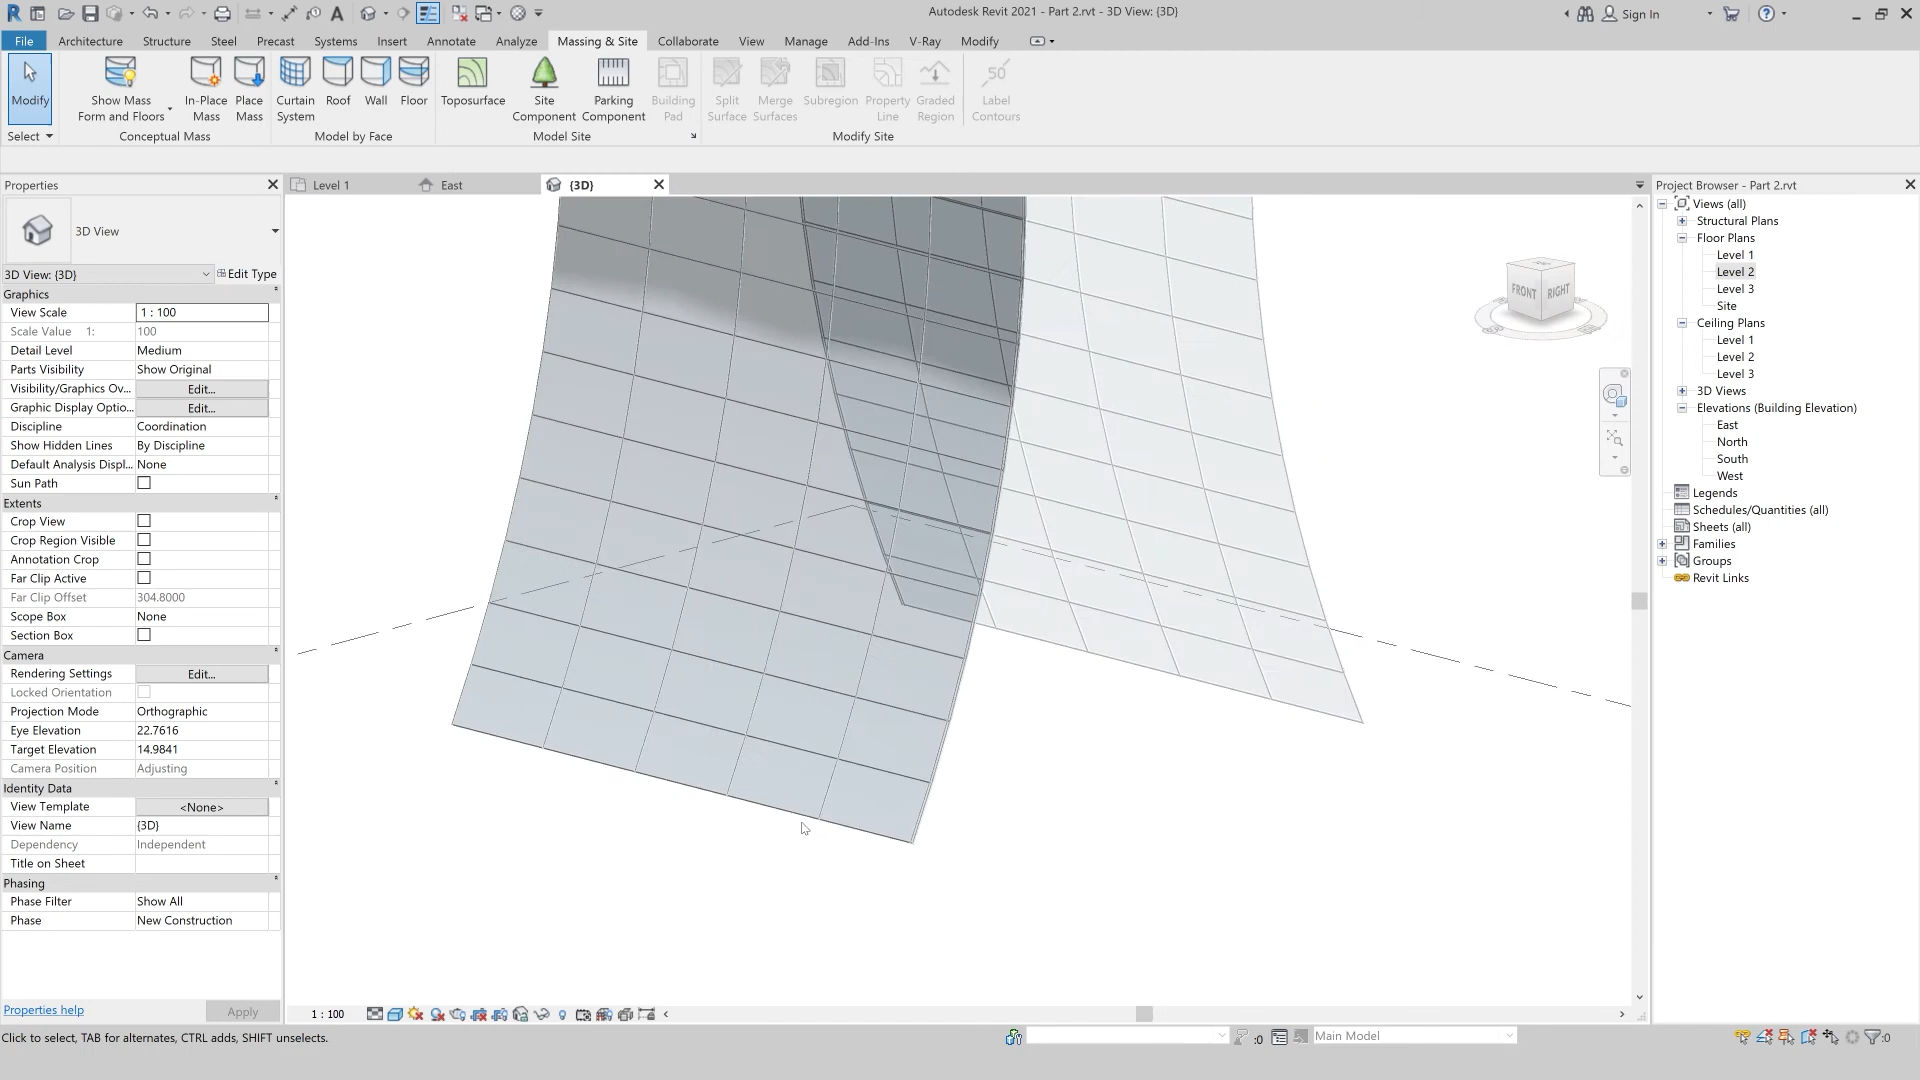 Autodesk Revit 2021 - Part 2.rvt - 3D View: {3D}
Sign In
File Architecture Structure Steel Precast Systems Insert Annotate Analyze Massing & Site Collaborate View Manage Add-Ins V-Ray Modify
Modify
Show Mass
Form and Floors
In-Place
Mass
Place
Mass
Curtain
System
Roof
Wall
Floor
Toposurface
Site
Component
Parking
Component
Building
Pad
Split
Surface
Merge
Surfaces
Subregion
Property
Line
Graded
Region
50
Label
Contours
Select
Conceptual Mass
Model by Face
Model Site
Modify Site
Properties
3D View
3D View: {3D}
Edit Type
Graphics
View Scale 1 : 100
Scale Value 1: 100
Detail Level Medium
Parts Visibility Show Original
Visibility/Graphics Ov... Edit...
Graphic Display Optio... Edit...
Discipline Coordination
Show Hidden Lines By Discipline
Default Analysis Displ... None
Sun Path
Extents
Crop View
Crop Region Visible
Annotation Crop
Far Clip Active
Far Clip Offset 304.8000
Scope Box None
Section Box
Camera
Rendering Settings Edit...
Locked Orientation
Projection Mode Orthographic
Eye Elevation 22.7616
Target Elevation 14.9841
Camera Position Adjusting
Identity Data
View Template <None>
View Name {3D}
Dependency Independent
Title on Sheet
Phasing
Phase Filter Show All
Phase New Construction
Properties help
Apply
Level 1
East
{3D}
FRONT
RIGHT
1 : 100
Project Browser - Part 2.rvt
Views (all)
Structural Plans
Floor Plans
Level 1
Level 2
Level 3
Site
Ceiling Plans
Level 1
Level 2
Level 3
3D Views
Elevations (Building Elevation)
East
North
South
West
Legends
Schedules/Quantities (all)
Sheets (all)
Families
Groups
Revit Links
Click to select, TAB for alternates, CTRL adds, SHIFT unselects.
:0
Main Model
:0